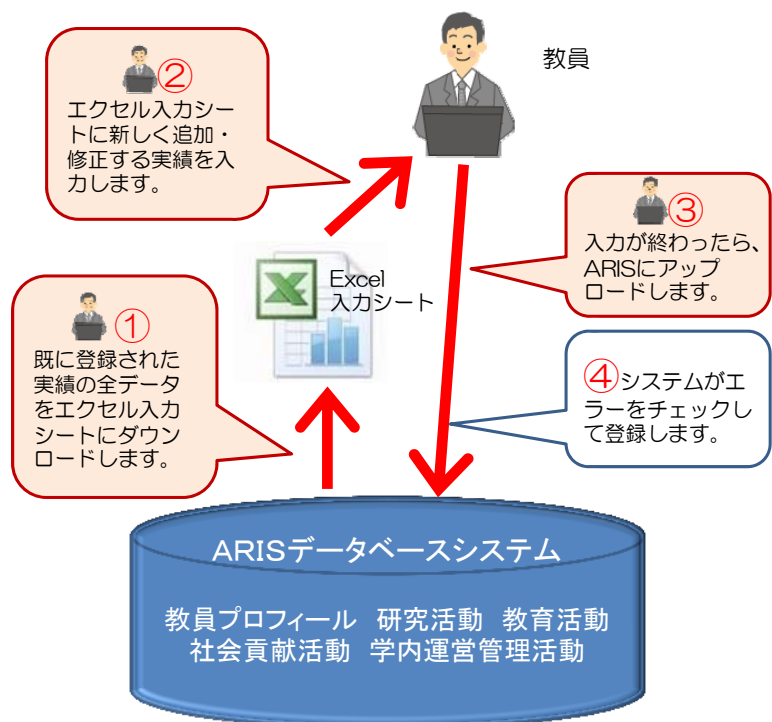 教員
②
エクセル入力シー
トに新しく追加・
修正する実績を入
力します。
③
入力が終わったら、
ARISにアップ
ロードします。
Excel
入力シート
①
既に登録された
実績の全データ
をエクセル入力
シートにダウン
ロードします。
④システムがエ
ラーをチェックし
て登録します。
ARISデータベースシステム
教員プロフィール 研究活動 教育活動
社会貢献活動 学内運営管理活動